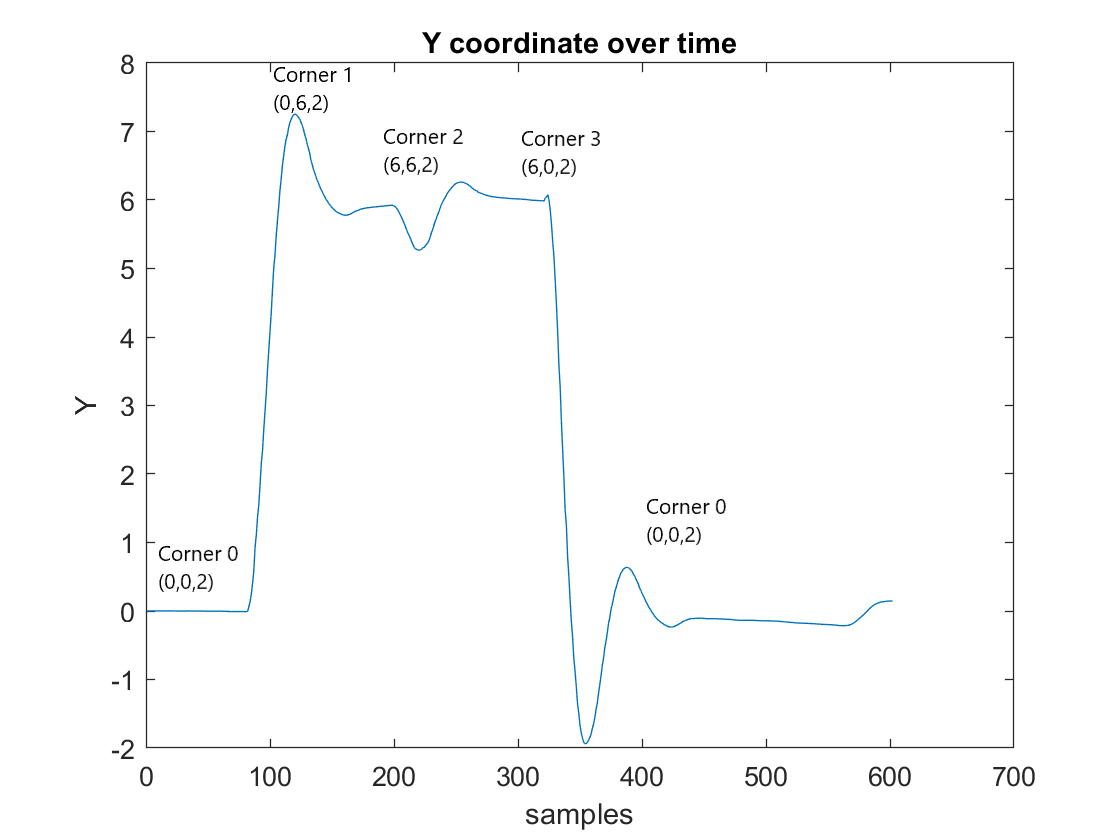 Y coordinate over time
8
Corner 1
(0,6,2)
7
Corner 2
(6,6,2)
Corner 3
(6,0,2)
6
5
4
3
Y
2
Corner 0
(0,0,2)
1
Corner 0
(0,0,2)
0
-1
-2
0 100 200 300 400 500 600 700
samples